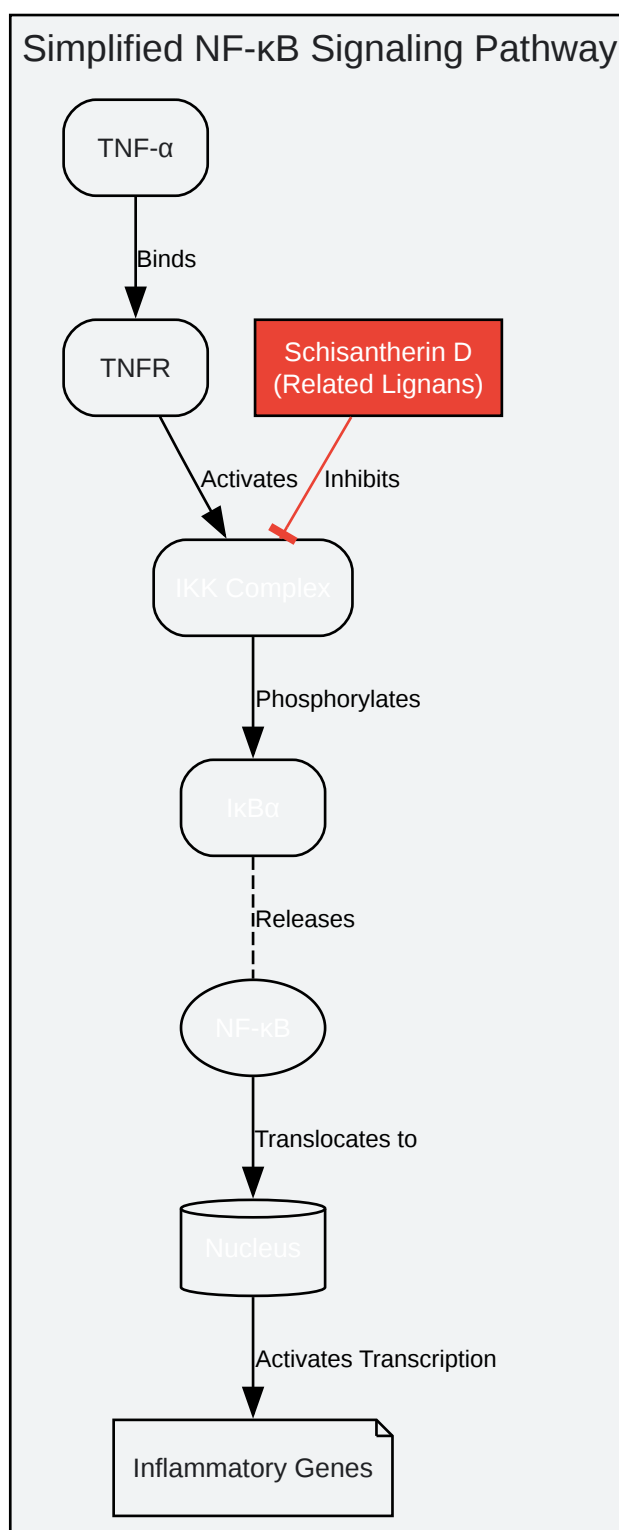 Simplified NF-κB Signaling Pathway
TNF-α
Binds
TNFR
Schisantherin D
(Related Lignans)
Activates
Inhibits
IKK Complex
Phosphorylates
IκBα
Releases
NF-κB
Translocates to
Nucleus
Activates Transcription
Inflammatory Genes